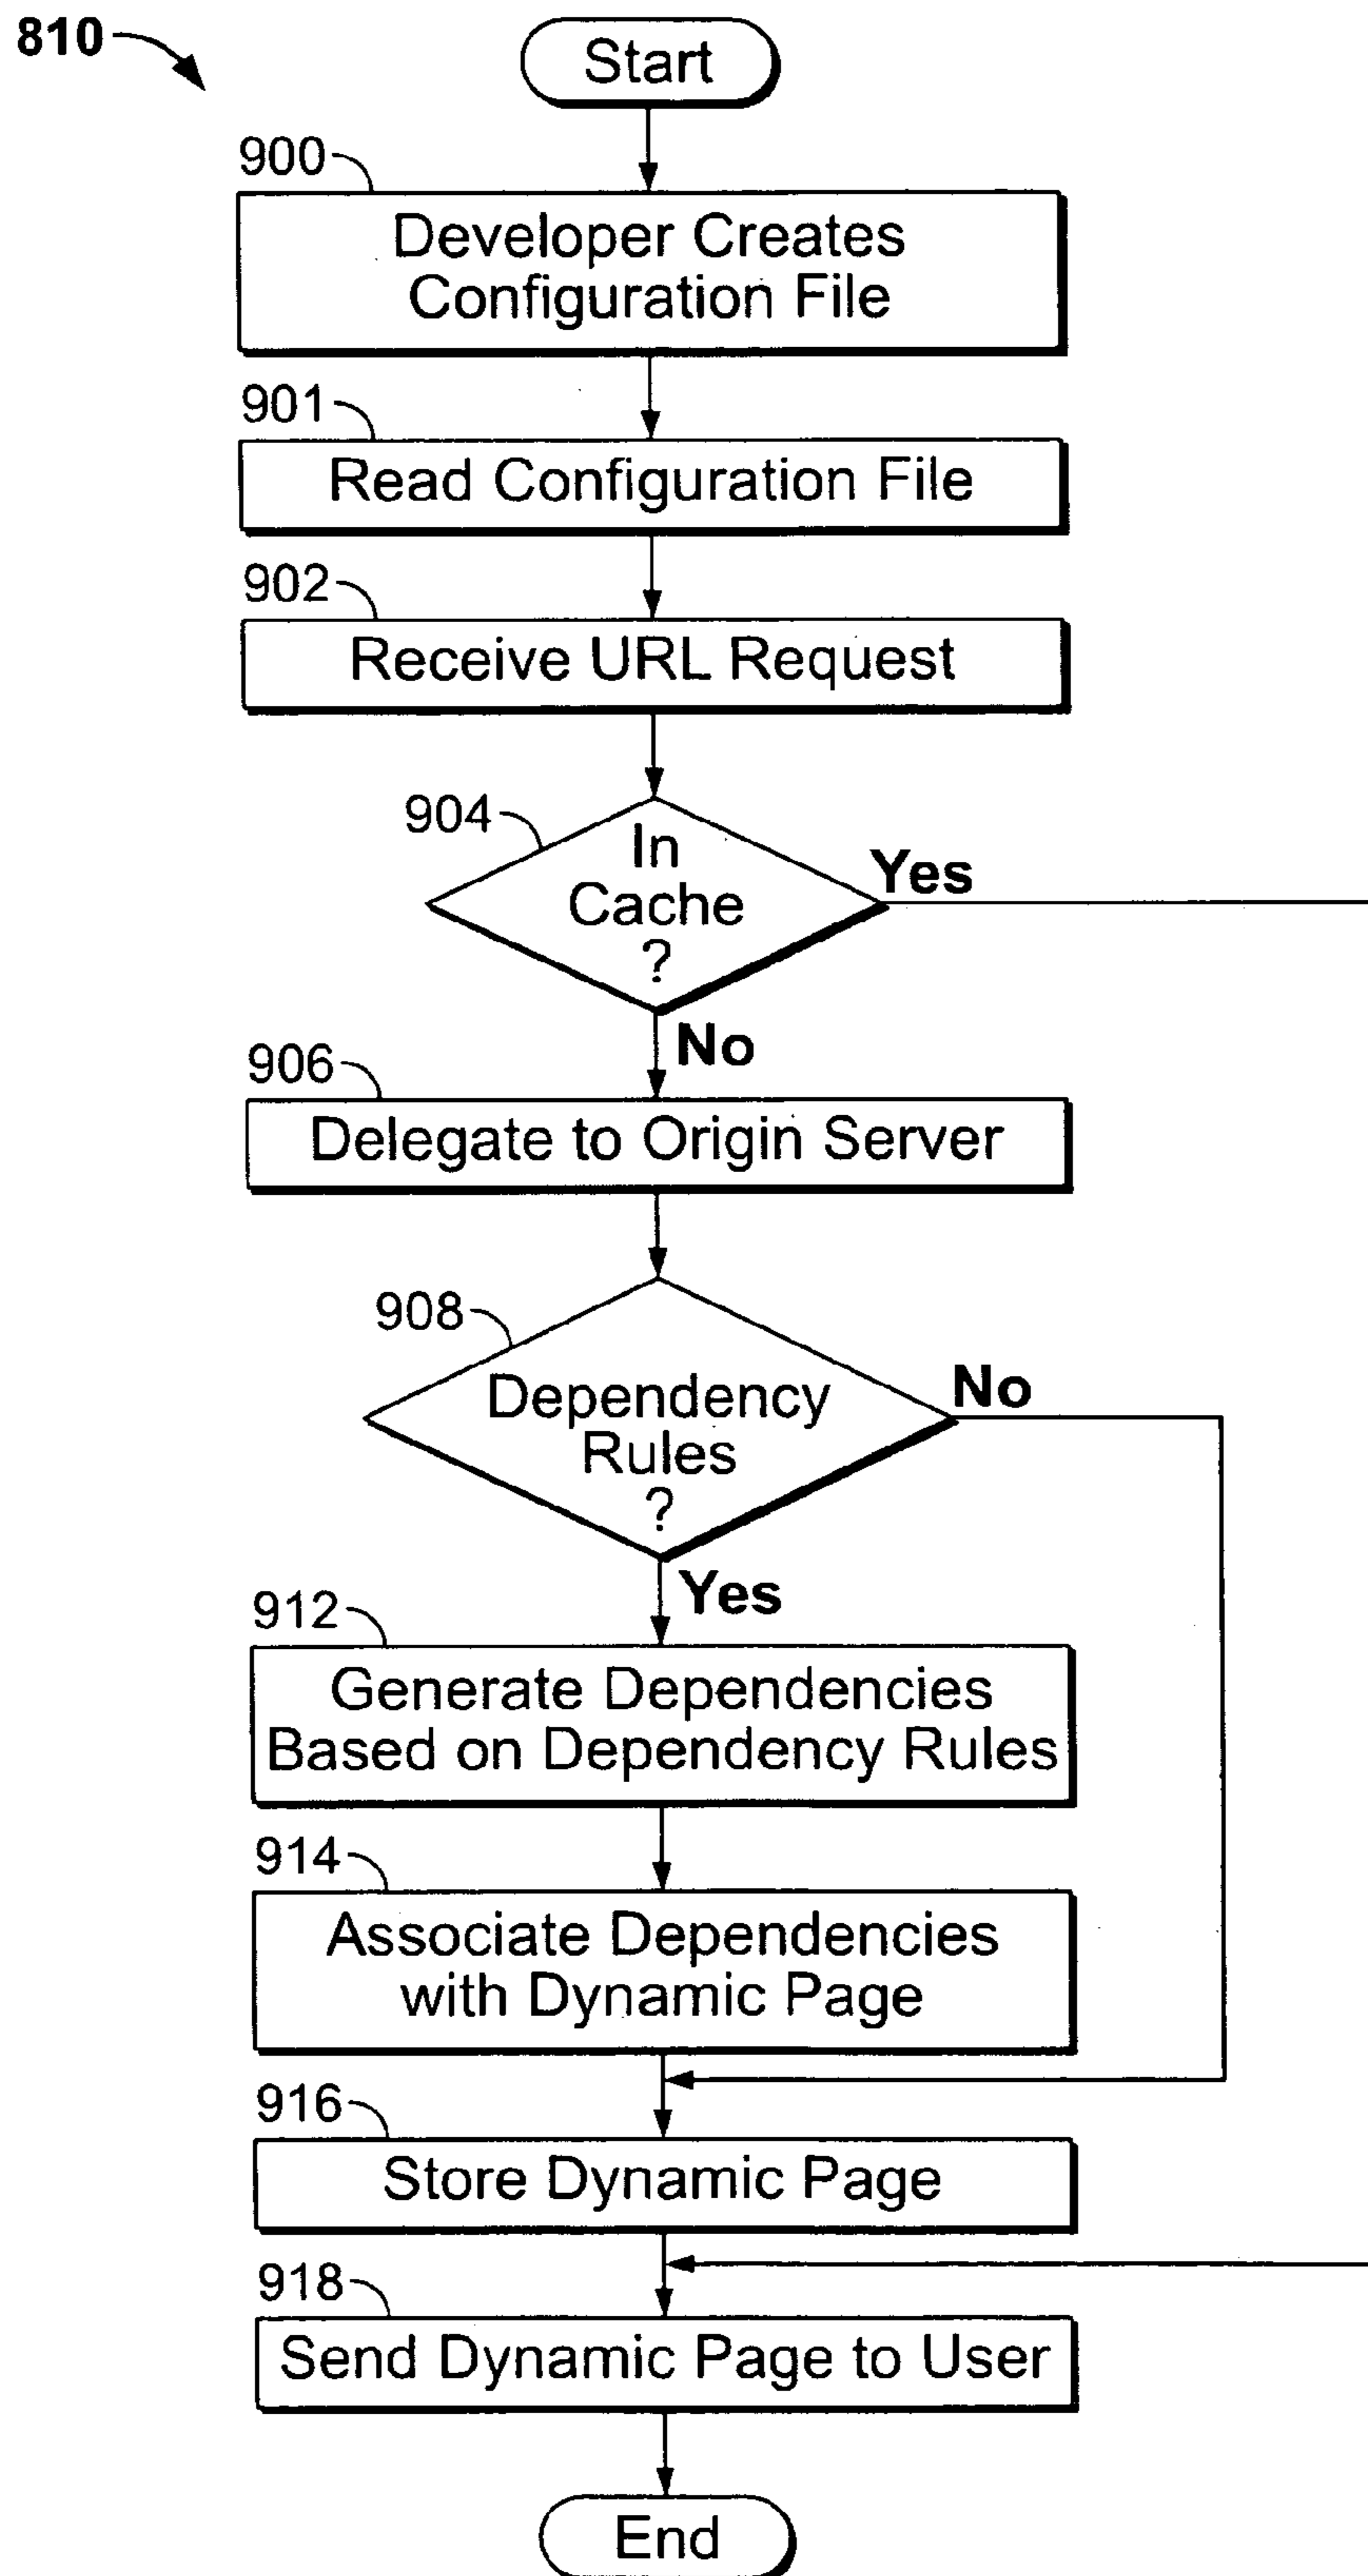 810
Start
900
Developer Creates
Configuration File
901
Read Configuration File
902
Receive URL Request
904
In
Cache
?
Yes
No
906
Delegate to Origin Server
908
Dependency
Rules
?
No
Yes
912
Generate Dependencies
Based on Dependency Rules
914
Associate Dependencies
with Dynamic Page
916
Store Dynamic Page
918
Send Dynamic Page to User
End